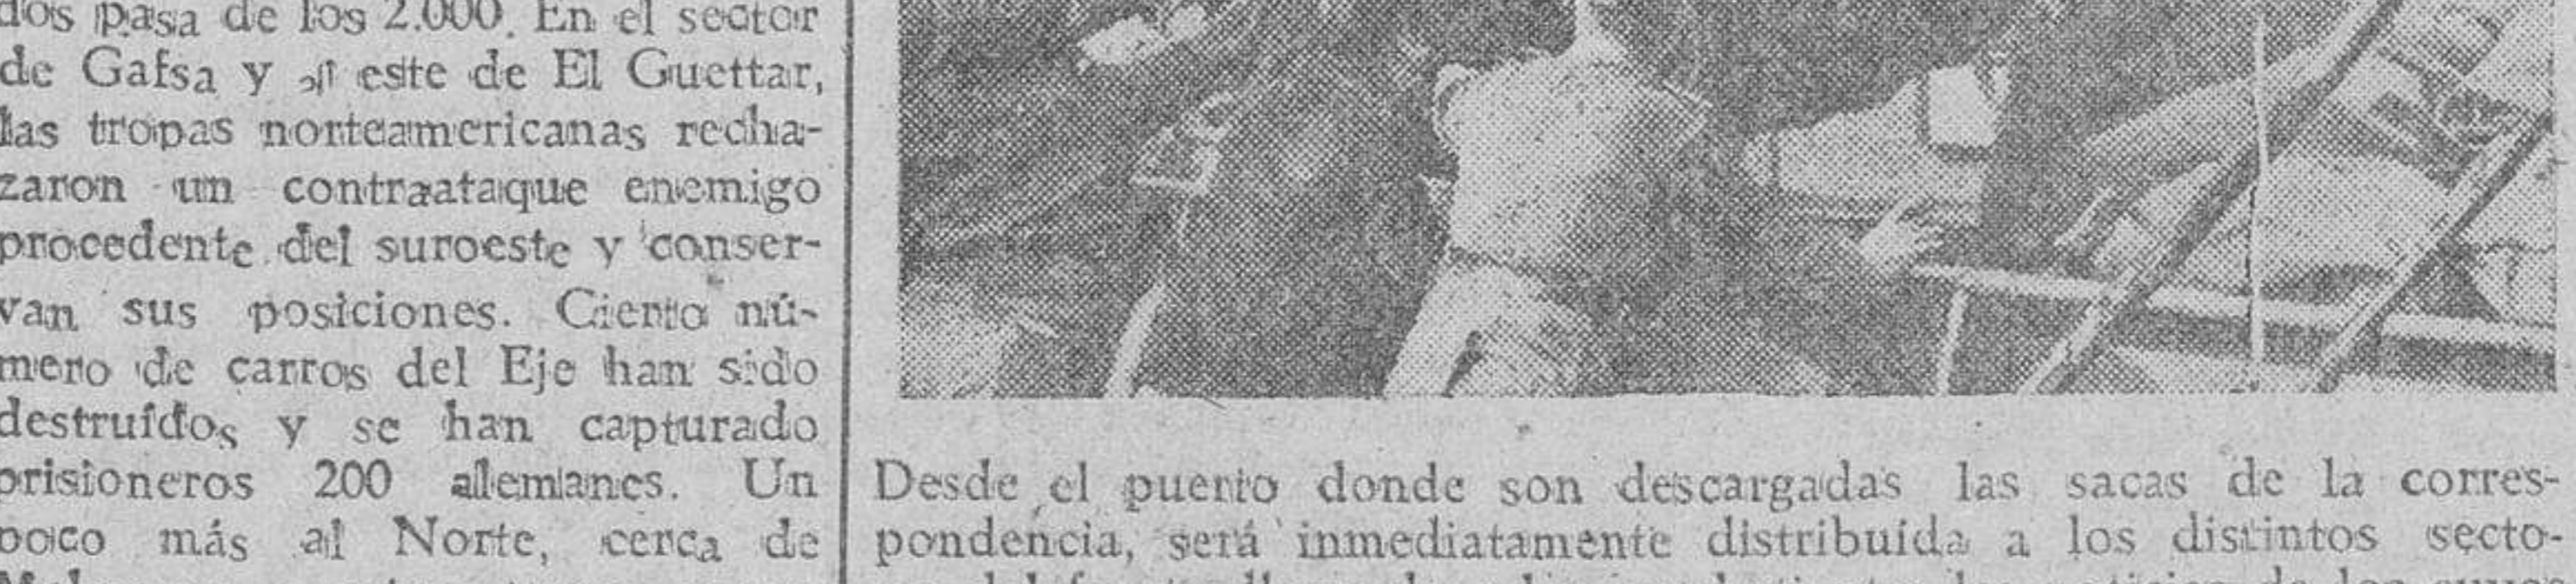 dos pasa de los 2.000. En el sector
de Gafsa y al este de El Guettar,
las tropas norteamericanas recha-
zaron un contraataque enemigo
procedente del suroeste y conser-
van sus posiciones. Ciento nú-
mero de carros del Eje han sido
destruídos y se han capturado
prisioneros 200 alemanes. Un
poco más al Norte, cerca de
Desde el puerto donde son descargadas las sacas de la corres-
pondencia, será inmediatamente distribuída a los distintos secto-